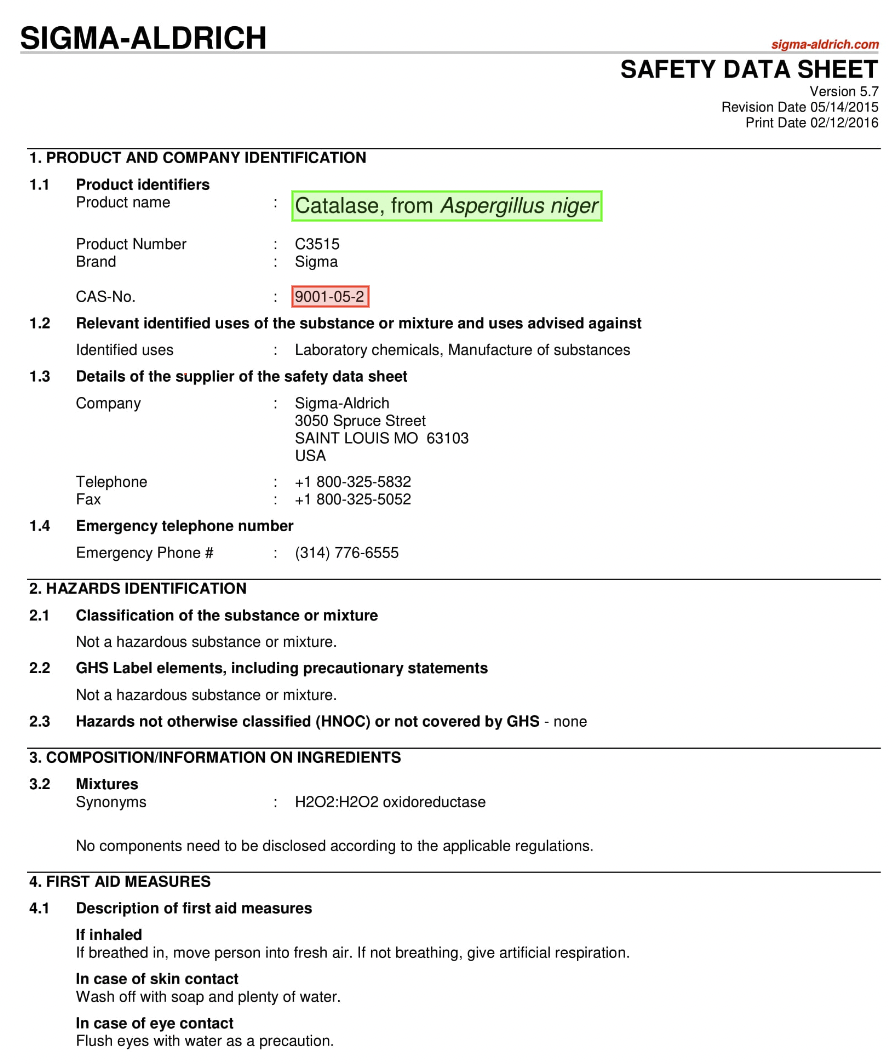 SIGMA-ALDRICH
sigma-aldrich.com
SAFETY DATA SHEET
Version 5.7
Revision Date 05/14/2015
Print Date 02/12/2016
1. PRODUCT AND COMPANY IDENTIFICATION
1.1 Product identifiers
Product name : Catalase, from Aspergillus niger
Product Number : C3515
Brand : Sigma
CAS-No. : 9001-05-2
1.2 Relevant identified uses of the substance or mixture and uses advised against
Identified uses : Laboratory chemicals, Manufacture of substances
1.3 Details of the supplier of the safety data sheet
Company : Sigma-Aldrich
3050 Spruce Street
SAINT LOUIS MO 63103
USA
Telephone : +1 800-325-5832
Fax : +1 800-325-5052
1.4 Emergency telephone number
Emergency Phone # : (314) 776-6555
2. HAZARDS IDENTIFICATION
2.1 Classification of the substance or mixture
Not a hazardous substance or mixture.
2.2 GHS Label elements, including precautionary statements
Not a hazardous substance or mixture.
2.3 Hazards not otherwise classified (HNOC) or not covered by GHS - none
3. COMPOSITION/INFORMATION ON INGREDIENTS
3.2 Mixtures
Synonyms : H2O2:H2O2 oxidoreductase
No components need to be disclosed according to the applicable regulations.
4. FIRST AID MEASURES
4.1 Description of first aid measures
If inhaled
If breathed in, move person into fresh air. If not breathing, give artificial respiration.
In case of skin contact
Wash off with soap and plenty of water.
In case of eye contact
Flush eyes with water as a precaution.